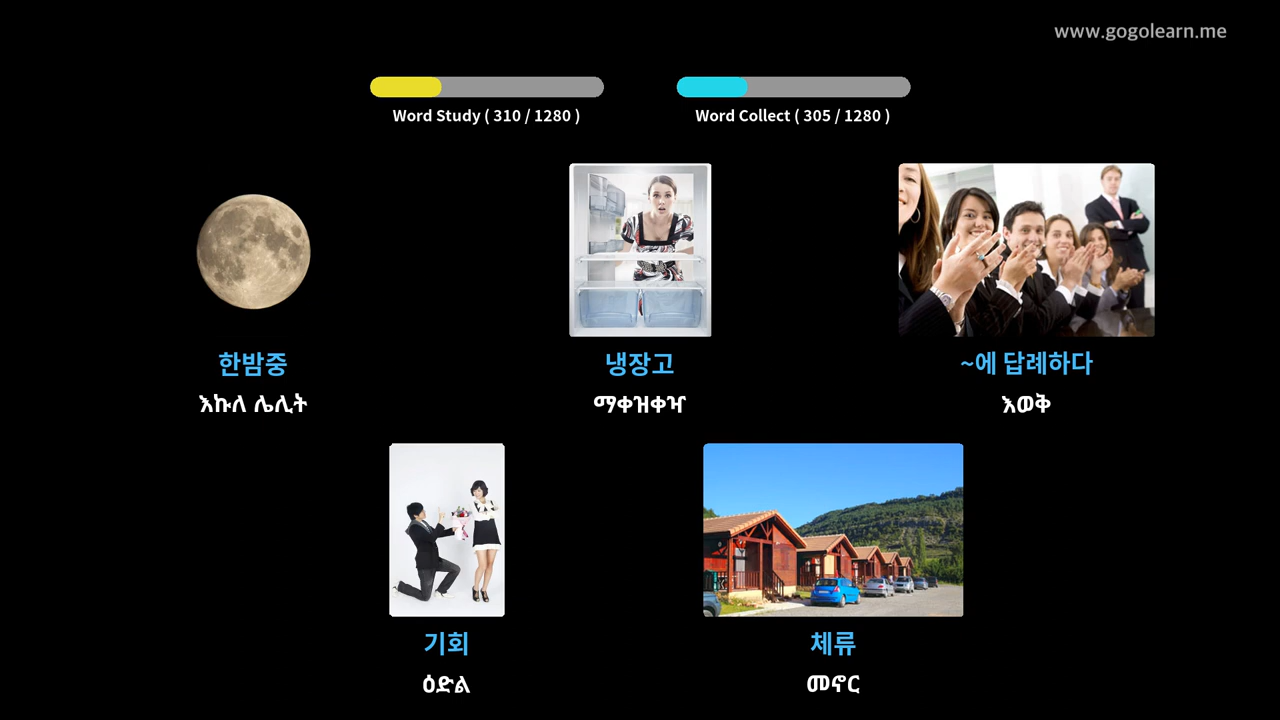 www.gogolearn.me
Word Study ( 310 / 1280 )
Word Collect ( 305 / 1280 )
한밤중
እኩለ ሌሊት
냉장고
ማቀዝቀዣ
~에 답례하다
እወቅ
기회
ዕድል
체류
መኖር